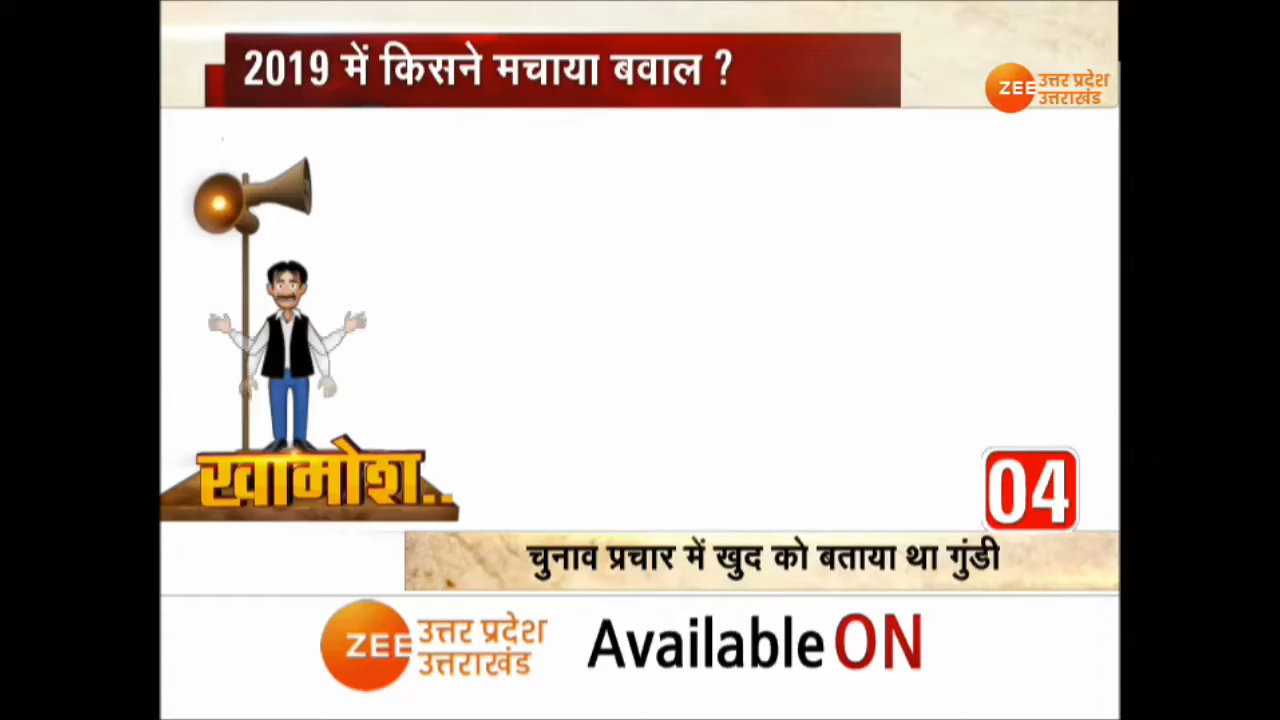 2019 में किसने मचाया बवाल ?
ZEE उत्तर प्रदेश
उत्तराखंड
खामोश..
04
चुनाव प्रचार में खुद को बताया था गुंडी
ZEE उत्तर प्रदेश
उत्तराखंड
Available ON